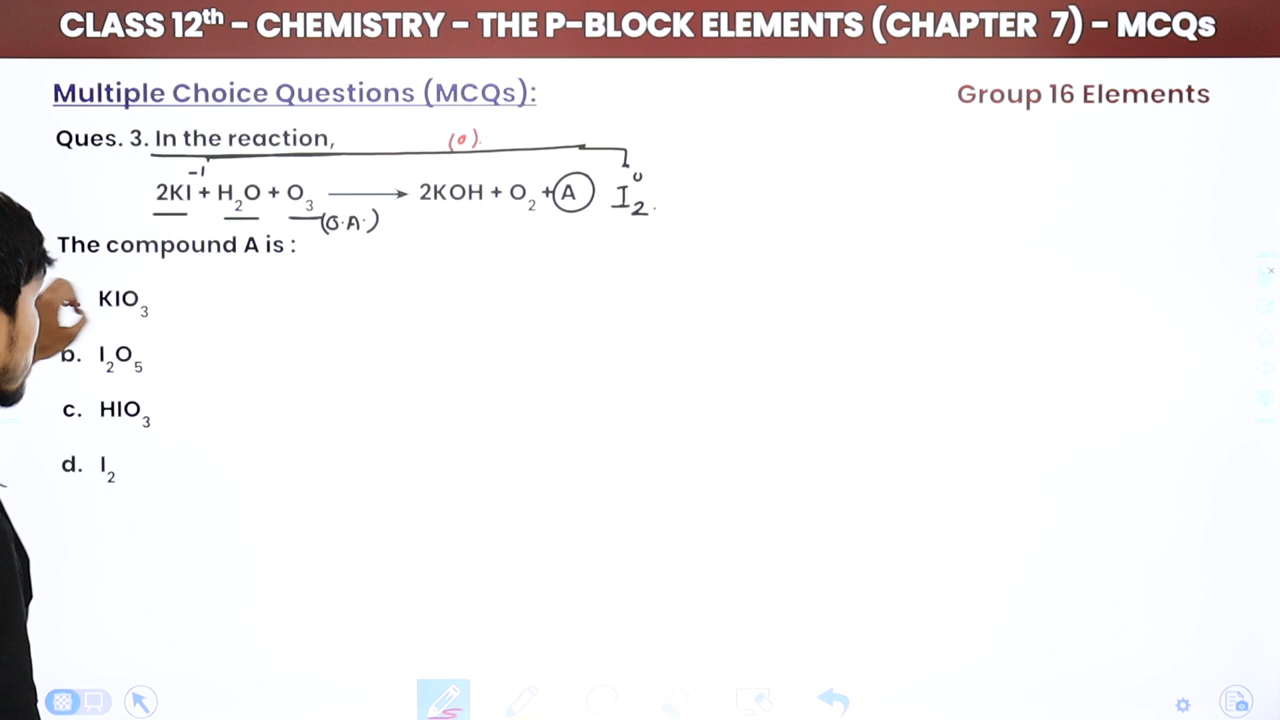 CLASS 12th – CHEMISTRY – THE P-BLOCK ELEMENTS (CHAPTER 7) – MCQs
Multiple Choice Questions (MCQs):
Group 16 Elements
Ques. 3. In the reaction,
(0).
-1
2KI + H₂O + O₃ ⟶ 2KOH + O₂ + A
I₂⁰.
(O.A.)
The compound A is :
KIO₃
b. I₂O₅
c. HIO₃
d. I₂